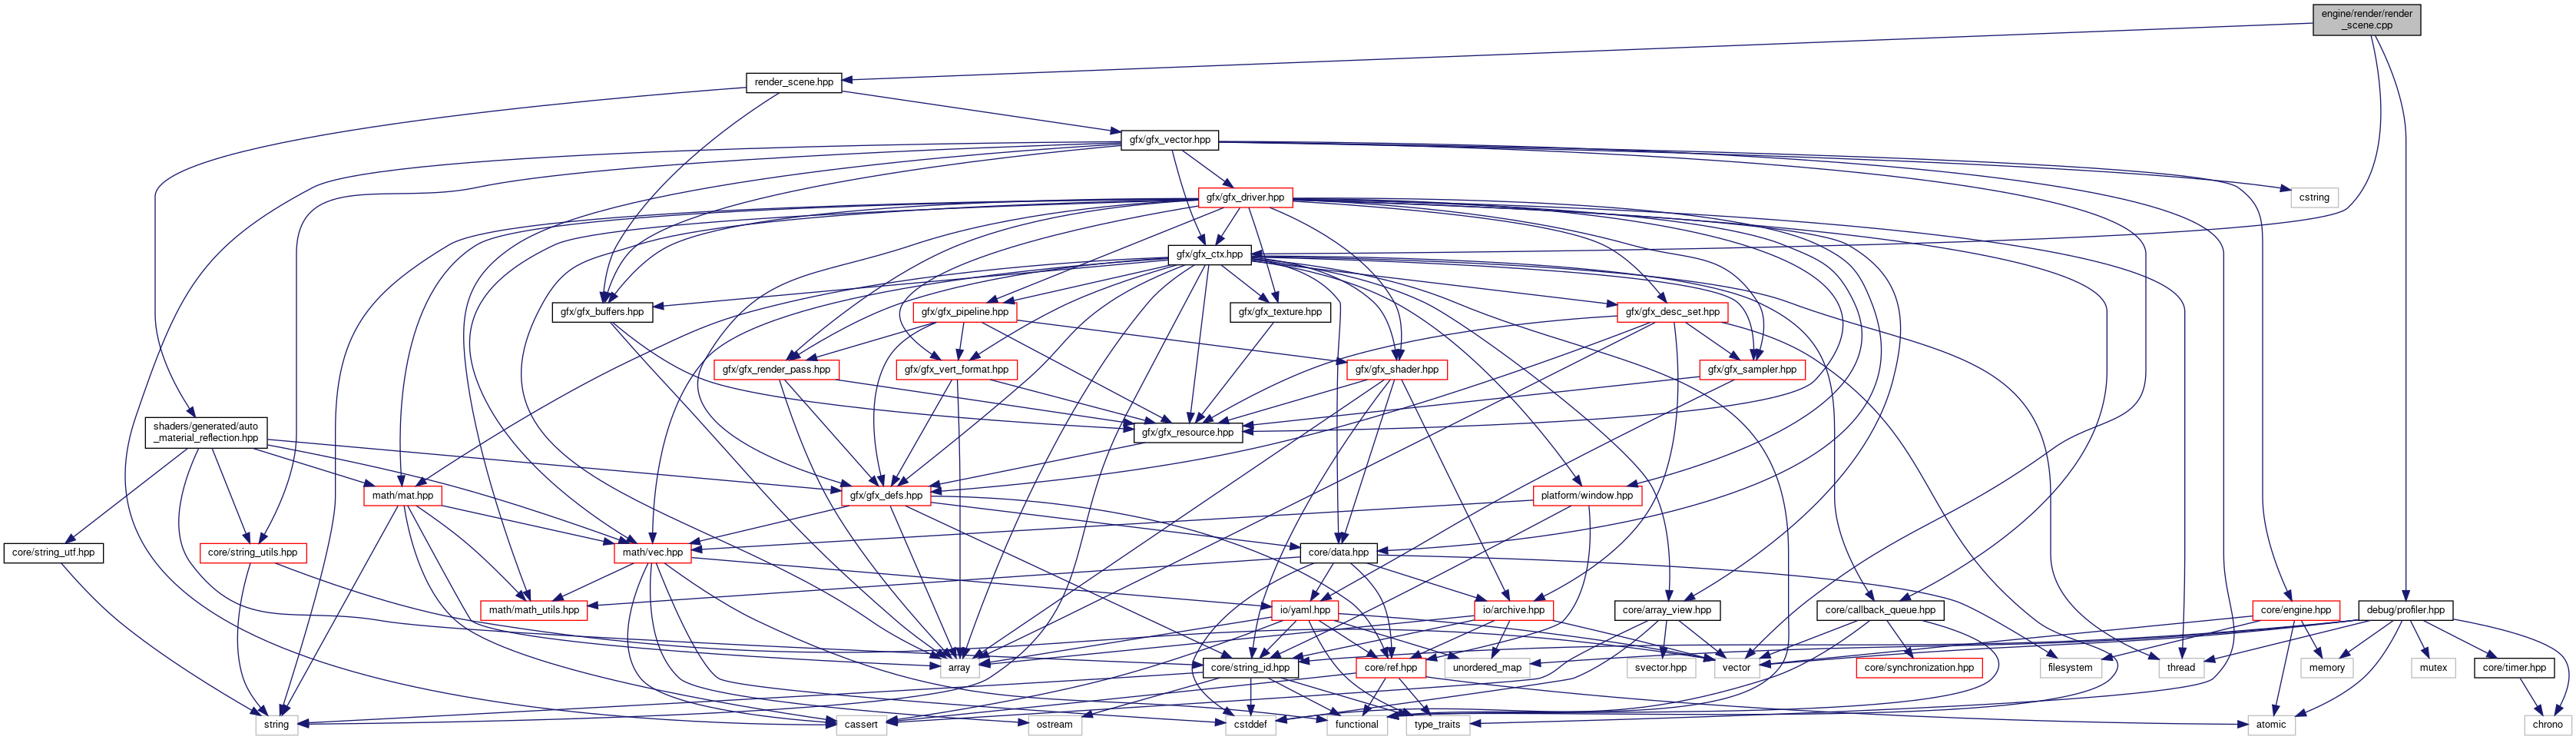 engine/render/render
_scene.cpp
render_scene.hpp
gfx/gfx_vector.hpp
gfx/gfx_driver.hpp
cstring
gfx/gfx_ctx.hpp
gfx/gfx_buffers.hpp
gfx/gfx_pipeline.hpp
gfx/gfx_texture.hpp
gfx/gfx_desc_set.hpp
gfx/gfx_render_pass.hpp
gfx/gfx_vert_format.hpp
gfx/gfx_shader.hpp
gfx/gfx_sampler.hpp
shaders/generated/auto
_material_reflection.hpp
gfx/gfx_resource.hpp
math/mat.hpp
gfx/gfx_defs.hpp
platform/window.hpp
core/string_utf.hpp
core/string_utils.hpp
math/vec.hpp
core/data.hpp
math/math_utils.hpp
io/yaml.hpp
io/archive.hpp
core/array_view.hpp
core/callback_queue.hpp
core/engine.hpp
debug/profiler.hpp
array
core/string_id.hpp
core/ref.hpp
unordered_map
svector.hpp
vector
core/synchronization.hpp
filesystem
thread
memory
mutex
core/timer.hpp
string
cassert
ostream
cstddef
functional
type_traits
atomic
chrono